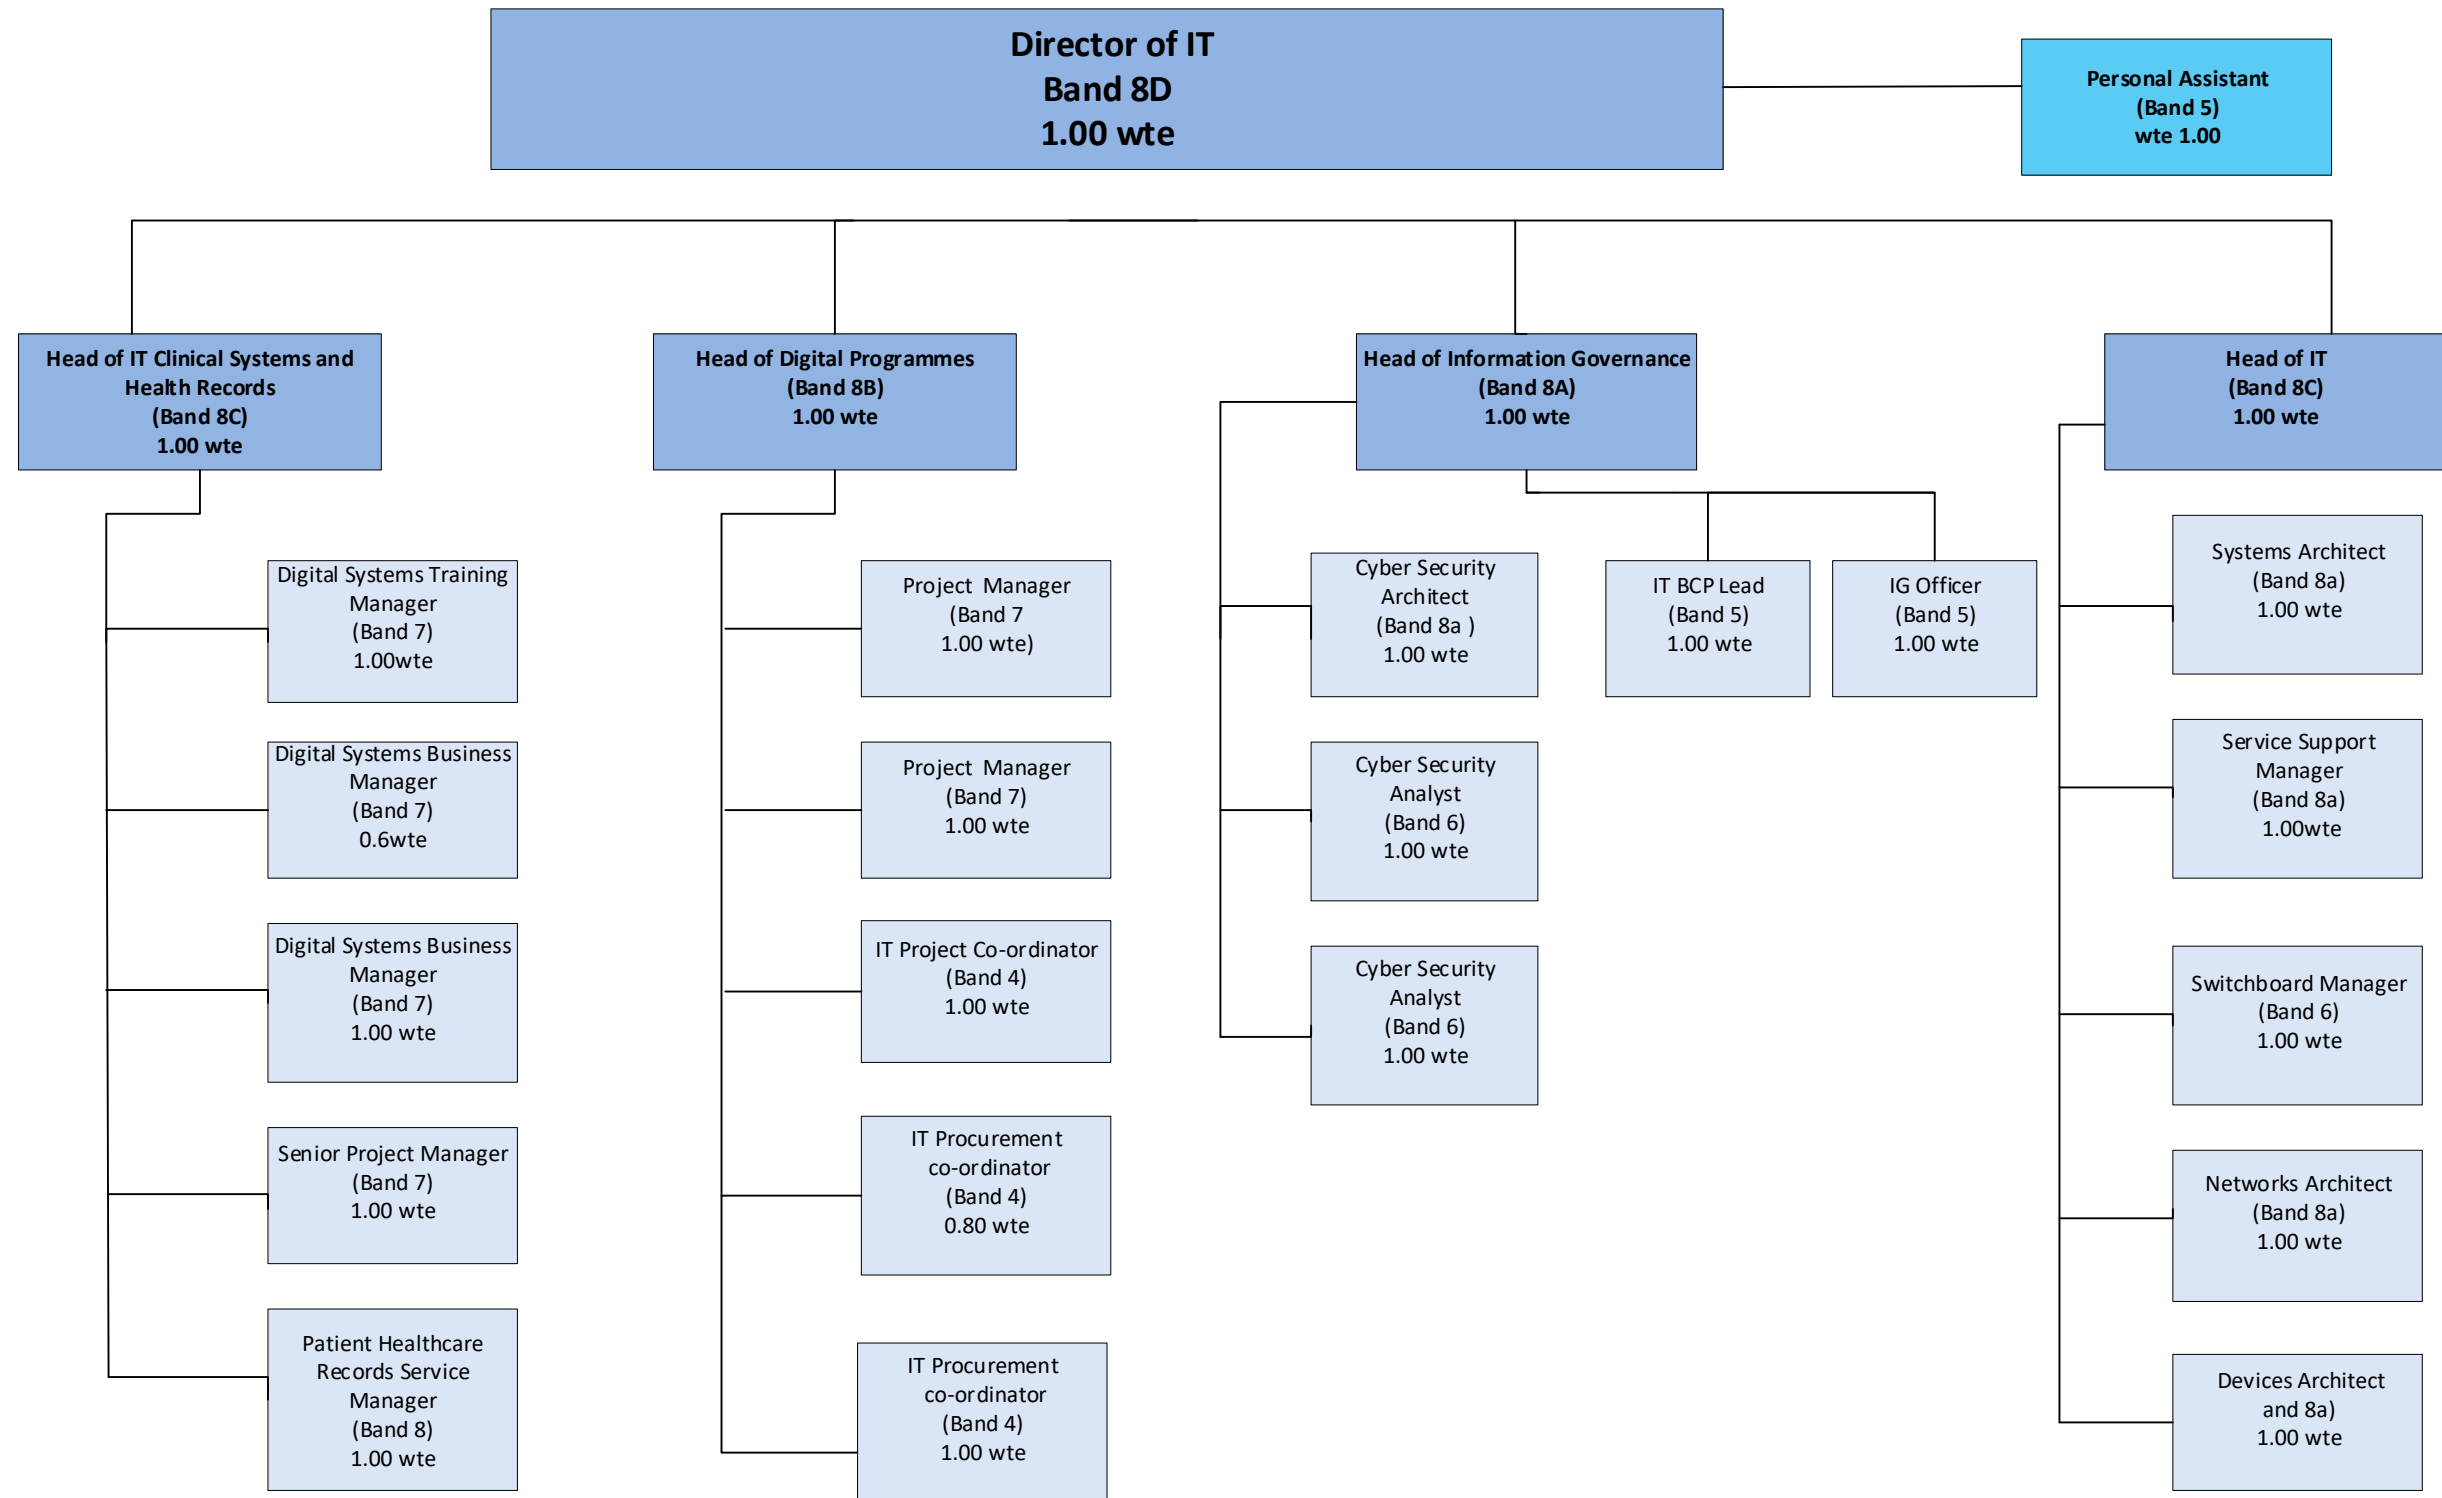 Director of IT
Band 8D
1.00 wte
Personal Assistant
(Band 5)
wte 1.00
Head of IT Clinical Systems and
Health Records
(Band 8C)
1.00 wte
Head of Digital Programmes
(Band 8B)
1.00 wte
Head of Information Governance
(Band 8A)
1.00 wte
Head of IT
(Band 8C)
1.00 wte
Digital Systems Training
Manager
(Band 7)
1.00wte
Digital Systems Business
Manager
(Band 7)
0.6wte
Digital Systems Business
Manager
(Band 7)
1.00 wte
Senior Project Manager
(Band 7)
1.00 wte
Patient Healthcare
Records Service
Manager
(Band 8)
1.00 wte
Project  Manager
(Band 7
1.00 wte)
Project  Manager
(Band 7)
1.00 wte
IT Project Co-ordinator
(Band 4)
1.00 wte
IT Procurement
co-ordinator
(Band 4)
0.80 wte
IT Procurement
co-ordinator
(Band 4)
1.00 wte
Cyber Security
Architect
(Band 8a )
1.00 wte
Cyber Security
Analyst
(Band 6)
1.00 wte
Cyber Security
Analyst
(Band 6)
1.00 wte
IT BCP Lead
(Band 5)
1.00 wte
IG Officer
(Band 5)
1.00 wte
Systems Architect
(Band 8a)
1.00 wte
Service Support
Manager
(Band 8a)
1.00wte
Switchboard Manager
(Band 6)
1.00 wte
Networks Architect
(Band 8a)
1.00 wte
Devices Architect
and 8a)
1.00 wte